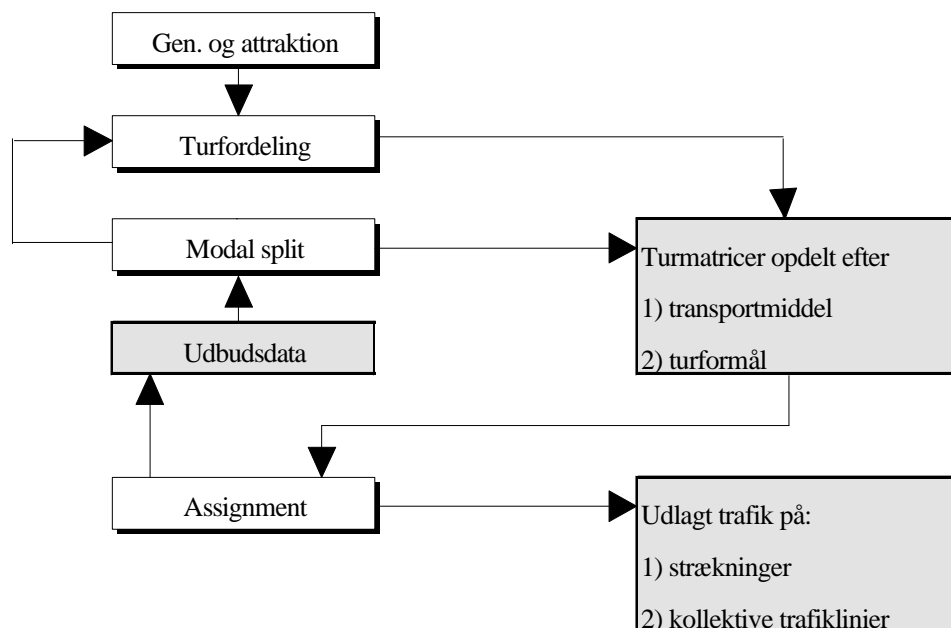 Gen. og attraktion
Turfordeling
Modal split
Udbudsdata
Assignment
Turmatricer opdelt efter
1) transportmiddel
2) turformål
Udlagt trafik på:
1) strækninger
2) kollektive trafiklinier